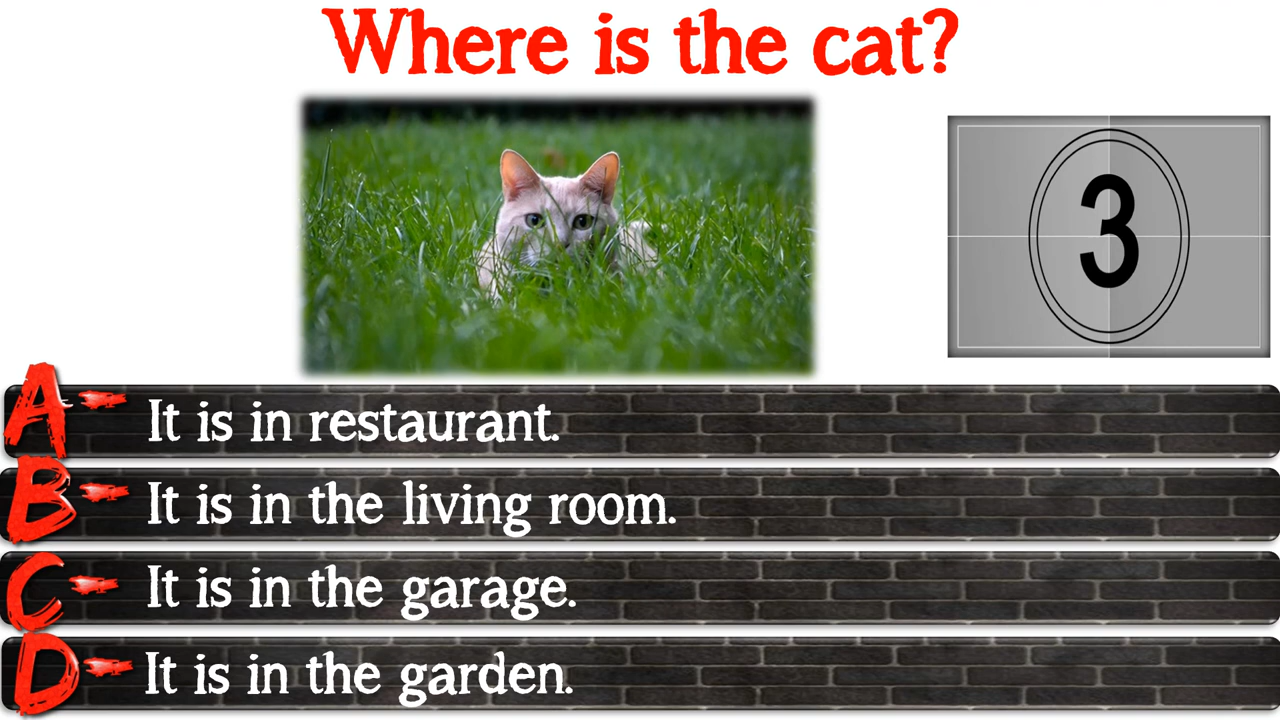 Where is the cat?
3
A- It is in restaurant.
B- It is in the living room.
C- It is in the garage.
D- It is in the garden.